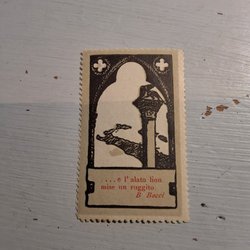 ....e l'alato lion
mise un ruggito.
B Bacci